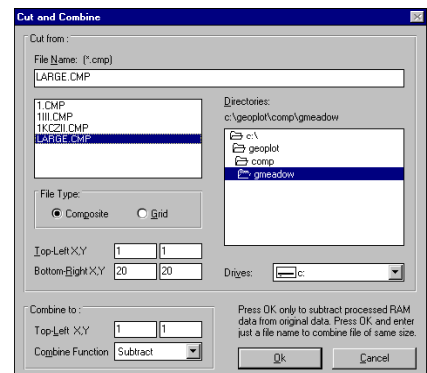 Cut and Combine
Cut from :
File Name: (*.cmp)
LARGE.CMP
1.CMP
1III.CMP
1KCZII.CMP
LARGE.CMP
Directories:
c:\geoplot\comp\gmeadow
c:\
geoplot
comp
gmeadow
File Type:
Composite
Grid
Top-Left X,Y 1 1
Bottom-Right X,Y 20 20
Drives: c:
Combine to :
Top-Left X,Y 1 1
Combine Function Subtract
Press OK only to subtract processed RAM
data from original data. Press OK and enter
just a file name to combine file of same size.
Ok Cancel